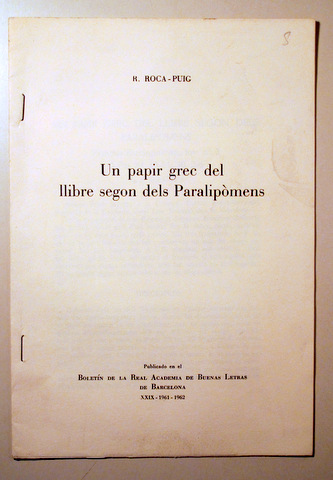 8
R. ROCA-PUIG
Un papir grec del
llibre segon dels Paralipòmens
Publicado en el
BOLETÍN DE LA REAL ACADEMIA DE BUENAS LETRAS
DE BARCELONA
XXIX - 1961 - 1962